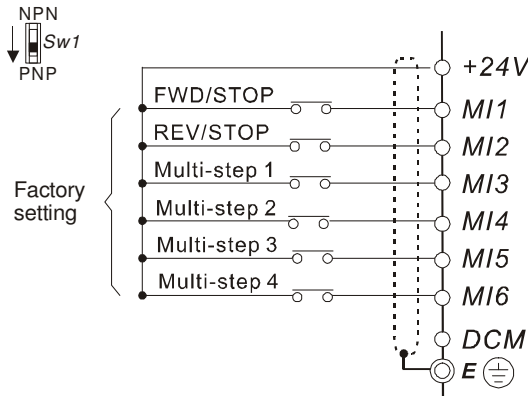 NPN
Sw1
PNP
+24V
FWD/STOP
MI1
REV/STOP
MI2
Multi-step 1
MI3
Factory
setting
Multi-step 2
MI4
Multi-step 3
MI5
Multi-step 4
MI6
DCM
E